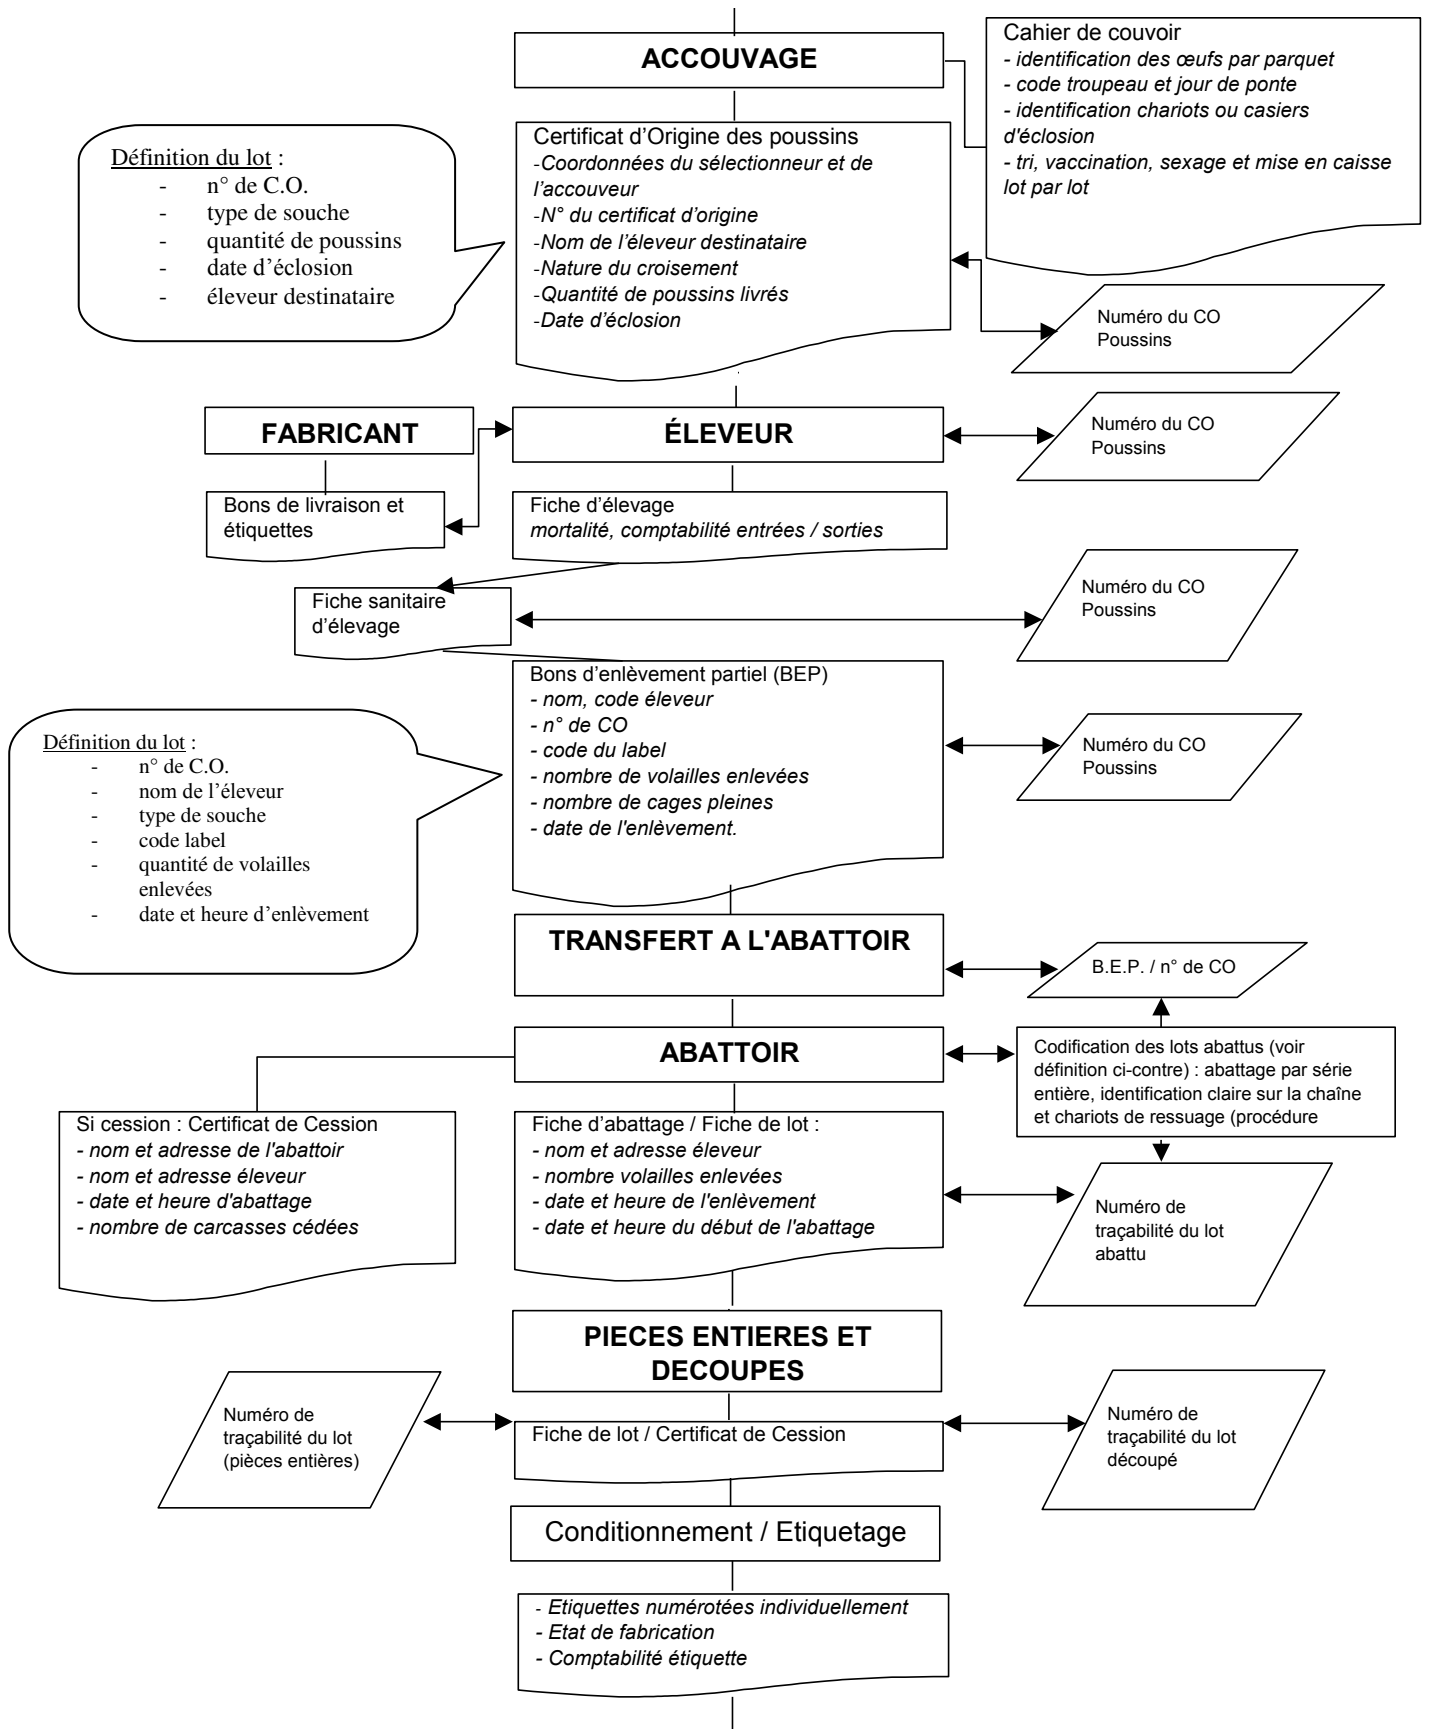 ACCOUVAGE
Cahier de couvoir
- identification des œufs par parquet
- code troupeau et jour de ponte
- identification chariots ou casiers
d'éclosion
- tri, vaccination, sexage et mise en caisse
lot par lot
Définition du lot :
- n° de C.O.
- type de souche
- quantité de poussins
- date d’éclosion
- éleveur destinataire
Certificat d’Origine des poussins
-Coordonnées du sélectionneur et de
l’accouveur
-N° du certificat d’origine
-Nom de l’éleveur destinataire
-Nature du croisement
-Quantité de poussins livrés
-Date d’éclosion
Numéro du CO
Poussins
FABRICANT
ÉLEVEUR
Numéro du CO
Poussins
Bons de livraison et
étiquettes
Fiche d’élevage
mortalité, comptabilité entrées / sorties
Fiche sanitaire
d’élevage
Numéro du CO
Poussins
Bons d’enlèvement partiel (BEP)
- nom, code éleveur
- n° de CO
- code du label
- nombre de volailles enlevées
- nombre de cages pleines
- date de l'enlèvement.
Numéro du CO
Poussins
Définition du lot :
- n° de C.O.
- nom de l’éleveur
- type de souche
- code label
- quantité de volailles
enlevées
- date et heure d’enlèvement
TRANSFERT A L'ABATTOIR
B.E.P. / n° de CO
ABATTOIR
Codification des lots abattus (voir
définition ci-contre) : abattage par série
entière, identification claire sur la chaîne
et chariots de ressuage (procédure
Si cession : Certificat de Cession
- nom et adresse de l'abattoir
- nom et adresse éleveur
- date et heure d'abattage
- nombre de carcasses cédées
Fiche d’abattage / Fiche de lot :
- nom et adresse éleveur
- nombre volailles enlevées
- date et heure de l'enlèvement
- date et heure du début de l'abattage
Numéro de
traçabilité du lot
abattu
PIECES ENTIERES ET
DECOUPES
Numéro de
traçabilité du lot
(pièces entières)
Fiche de lot / Certificat de Cession
Numéro de
traçabilité du lot
découpé
Conditionnement / Etiquetage
- Etiquettes numérotées individuellement
- Etat de fabrication
- Comptabilité étiquette